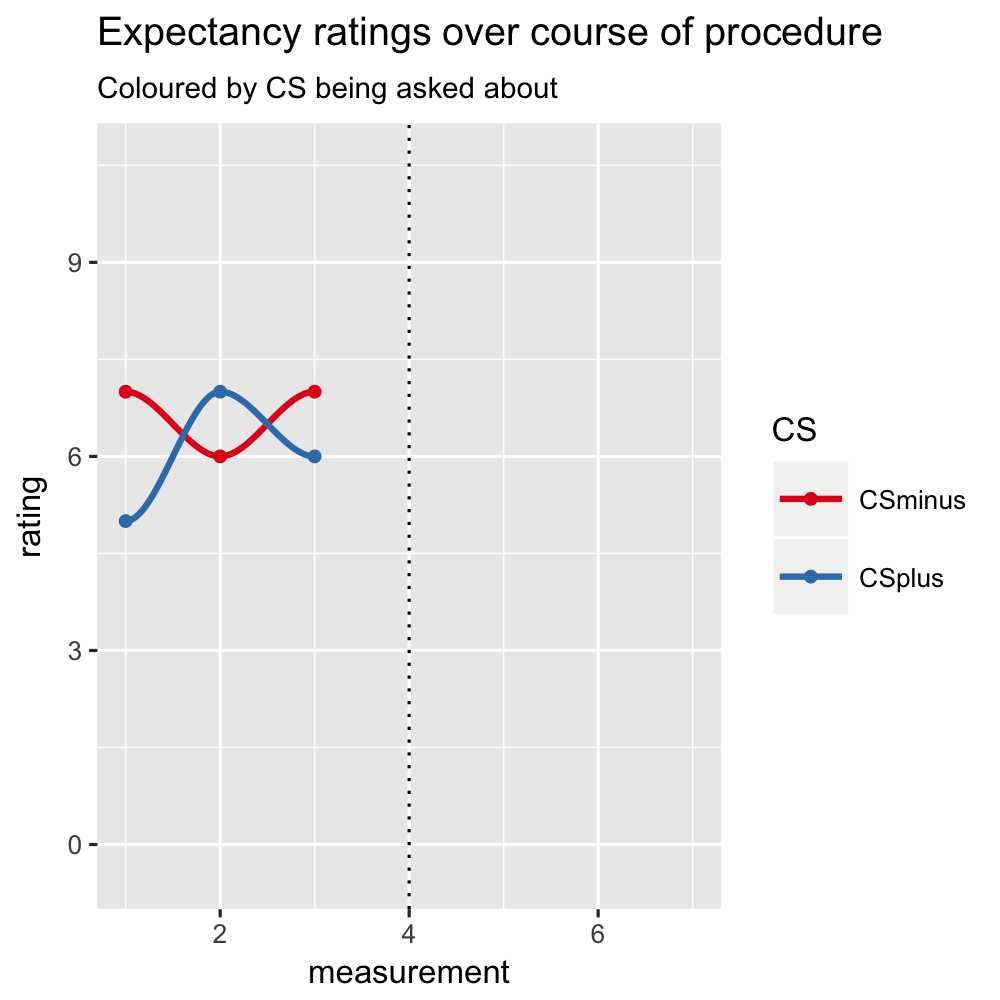 Expectancy ratings over course of procedure
Coloured by CS being asked about
9
6
3
0
rating
2 4 6
measurement
CS
CSminus
CSplus